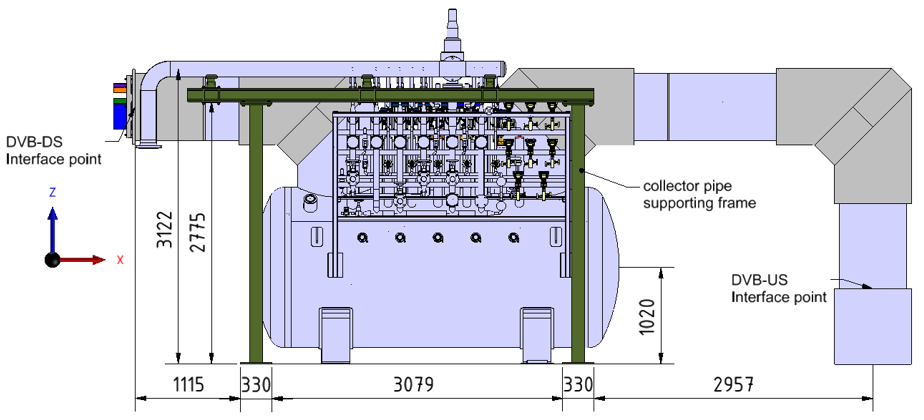 DVB-DS
Interface point
Z
X
3122
2775
collector pipe
supporting frame
DVB-US
Interface point
1020
1115
330
3079
330
2957